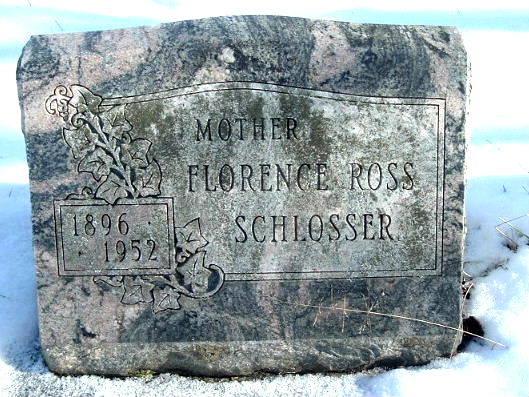 MOTHER
FLORENCE ROSS
SCHLOSSER
1896
1952